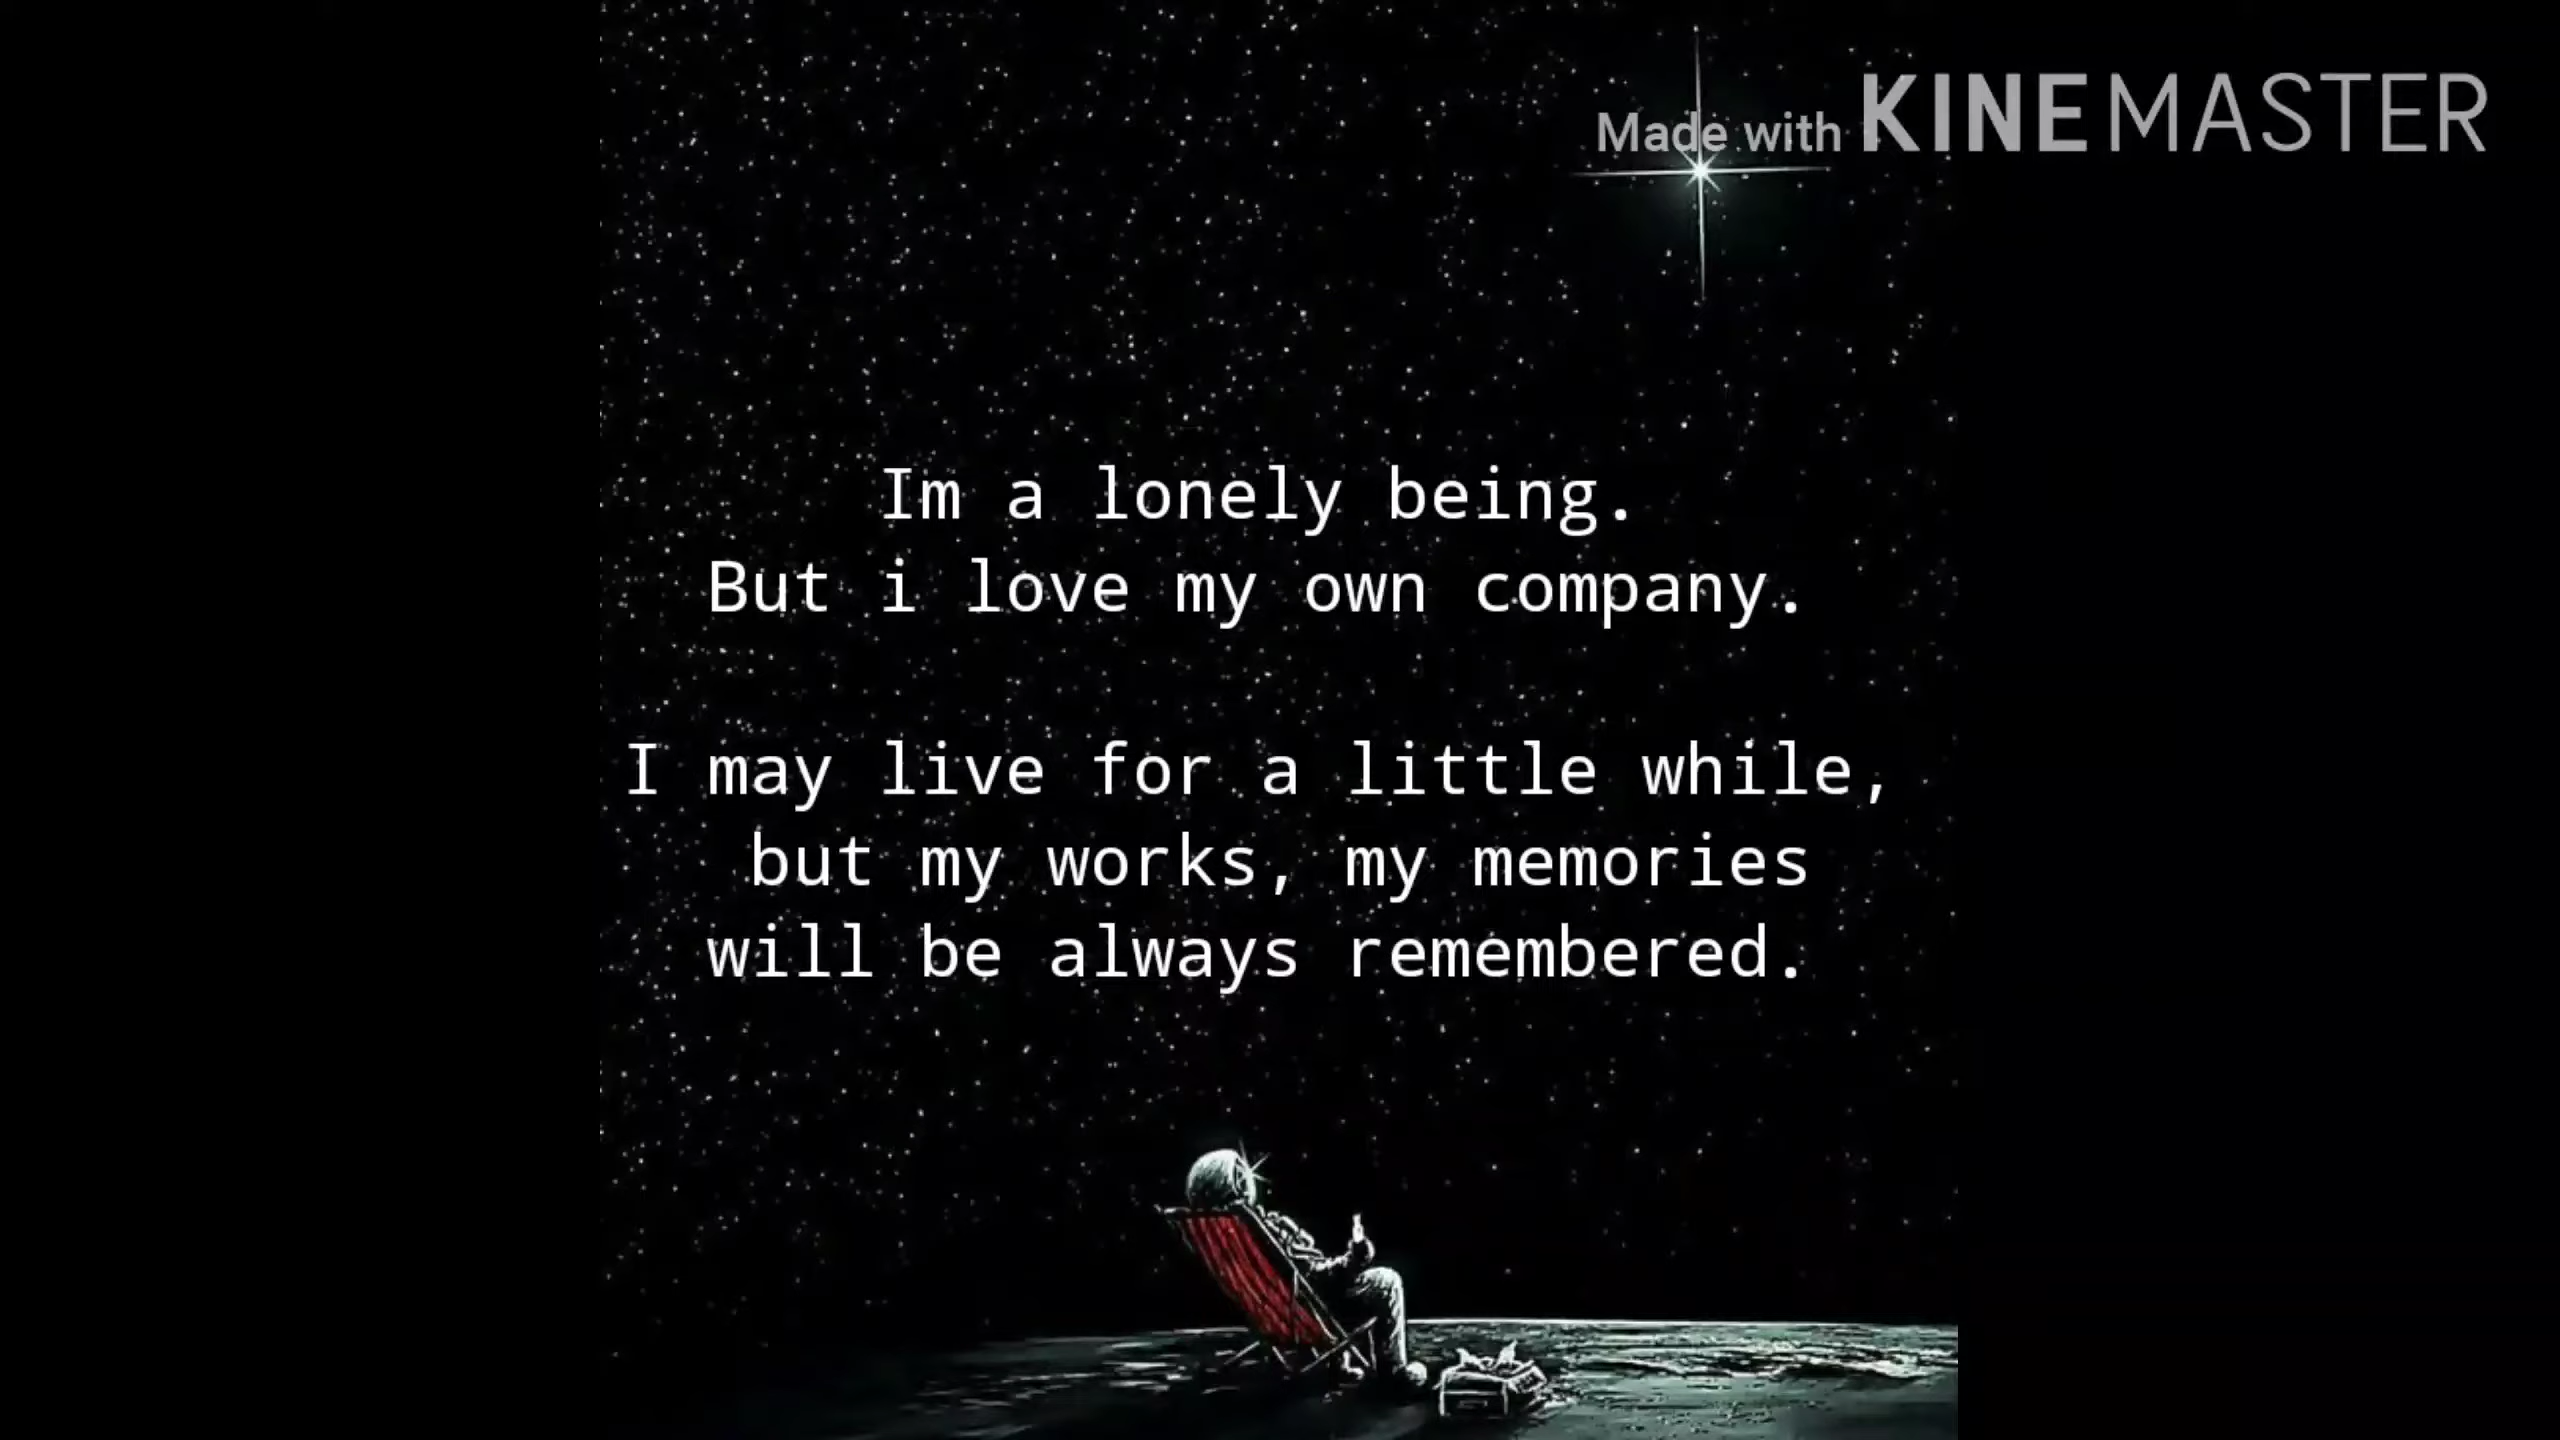 Made with KINEMASTER
Im a lonely being.
But i love my own company.
I may live for a little while,
but my works, my memories
will be always remembered.